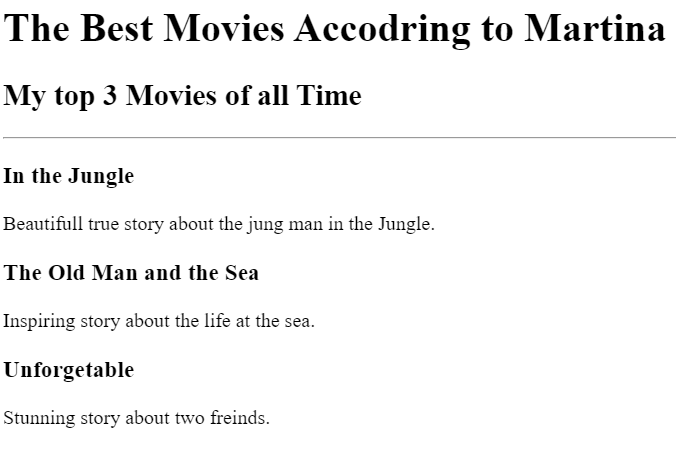 The Best Movies Accodring to Martina
My top 3 Movies of all Time
In the Jungle
Beautifull true story about the jung man in the Jungle.
The Old Man and the Sea
Inspiring story about the life at the sea.
Unforgetable
Stunning story about two freinds.